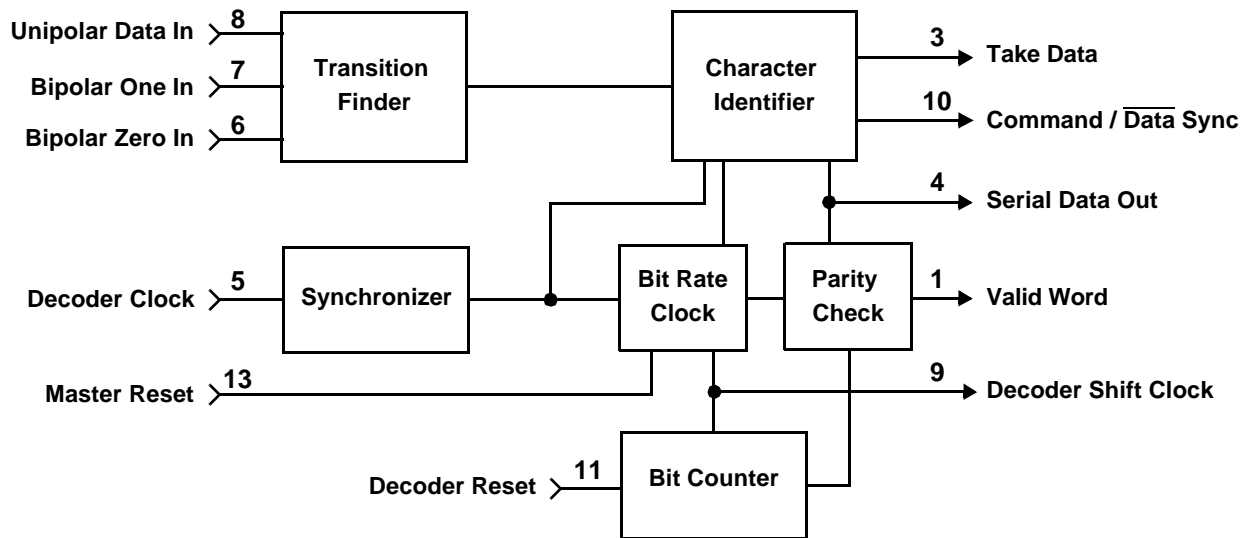 8
Unipolar Data In
7
Bipolar One In
6
Bipolar Zero In
Transition
Finder
Character
Identifier
3
Take Data
10
Command / Data Sync
4
Serial Data Out
5
Decoder Clock
Synchronizer
Bit Rate
Clock
Parity
Check
1
Valid Word
13
Master Reset
9
Decoder Shift Clock
11
Decoder Reset
Bit Counter